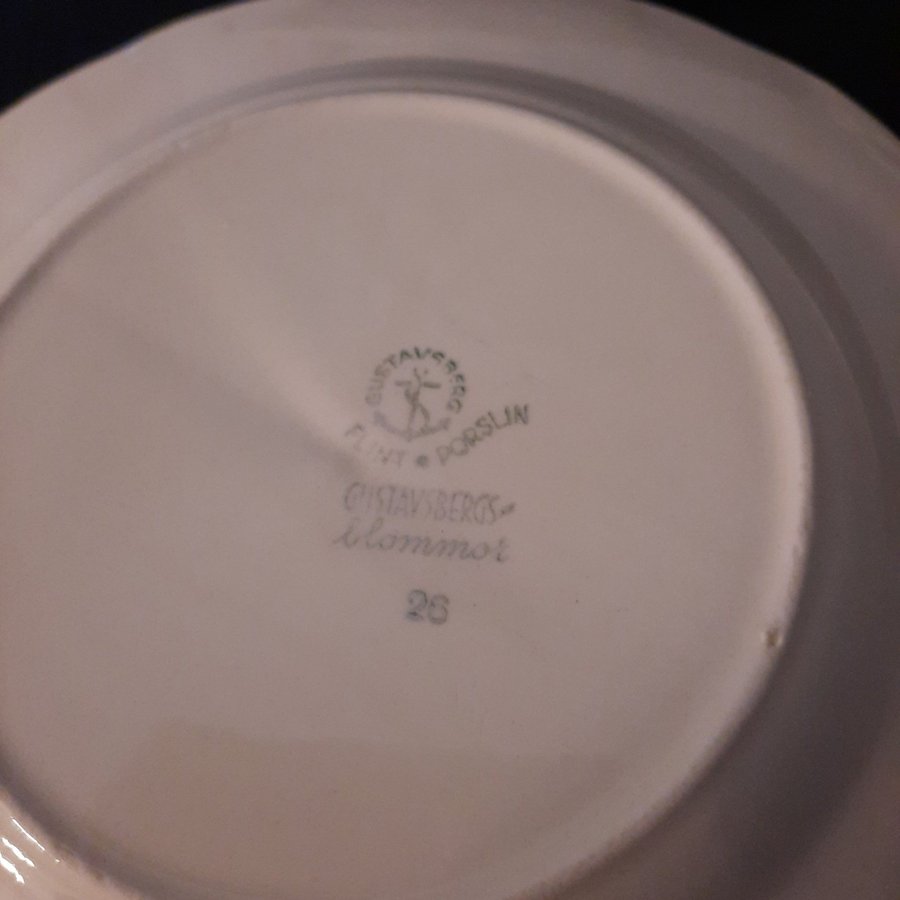 GUSTAVSBERG
FLINT * PORSLIN
GUSTAVSBERGS-
blommor
26